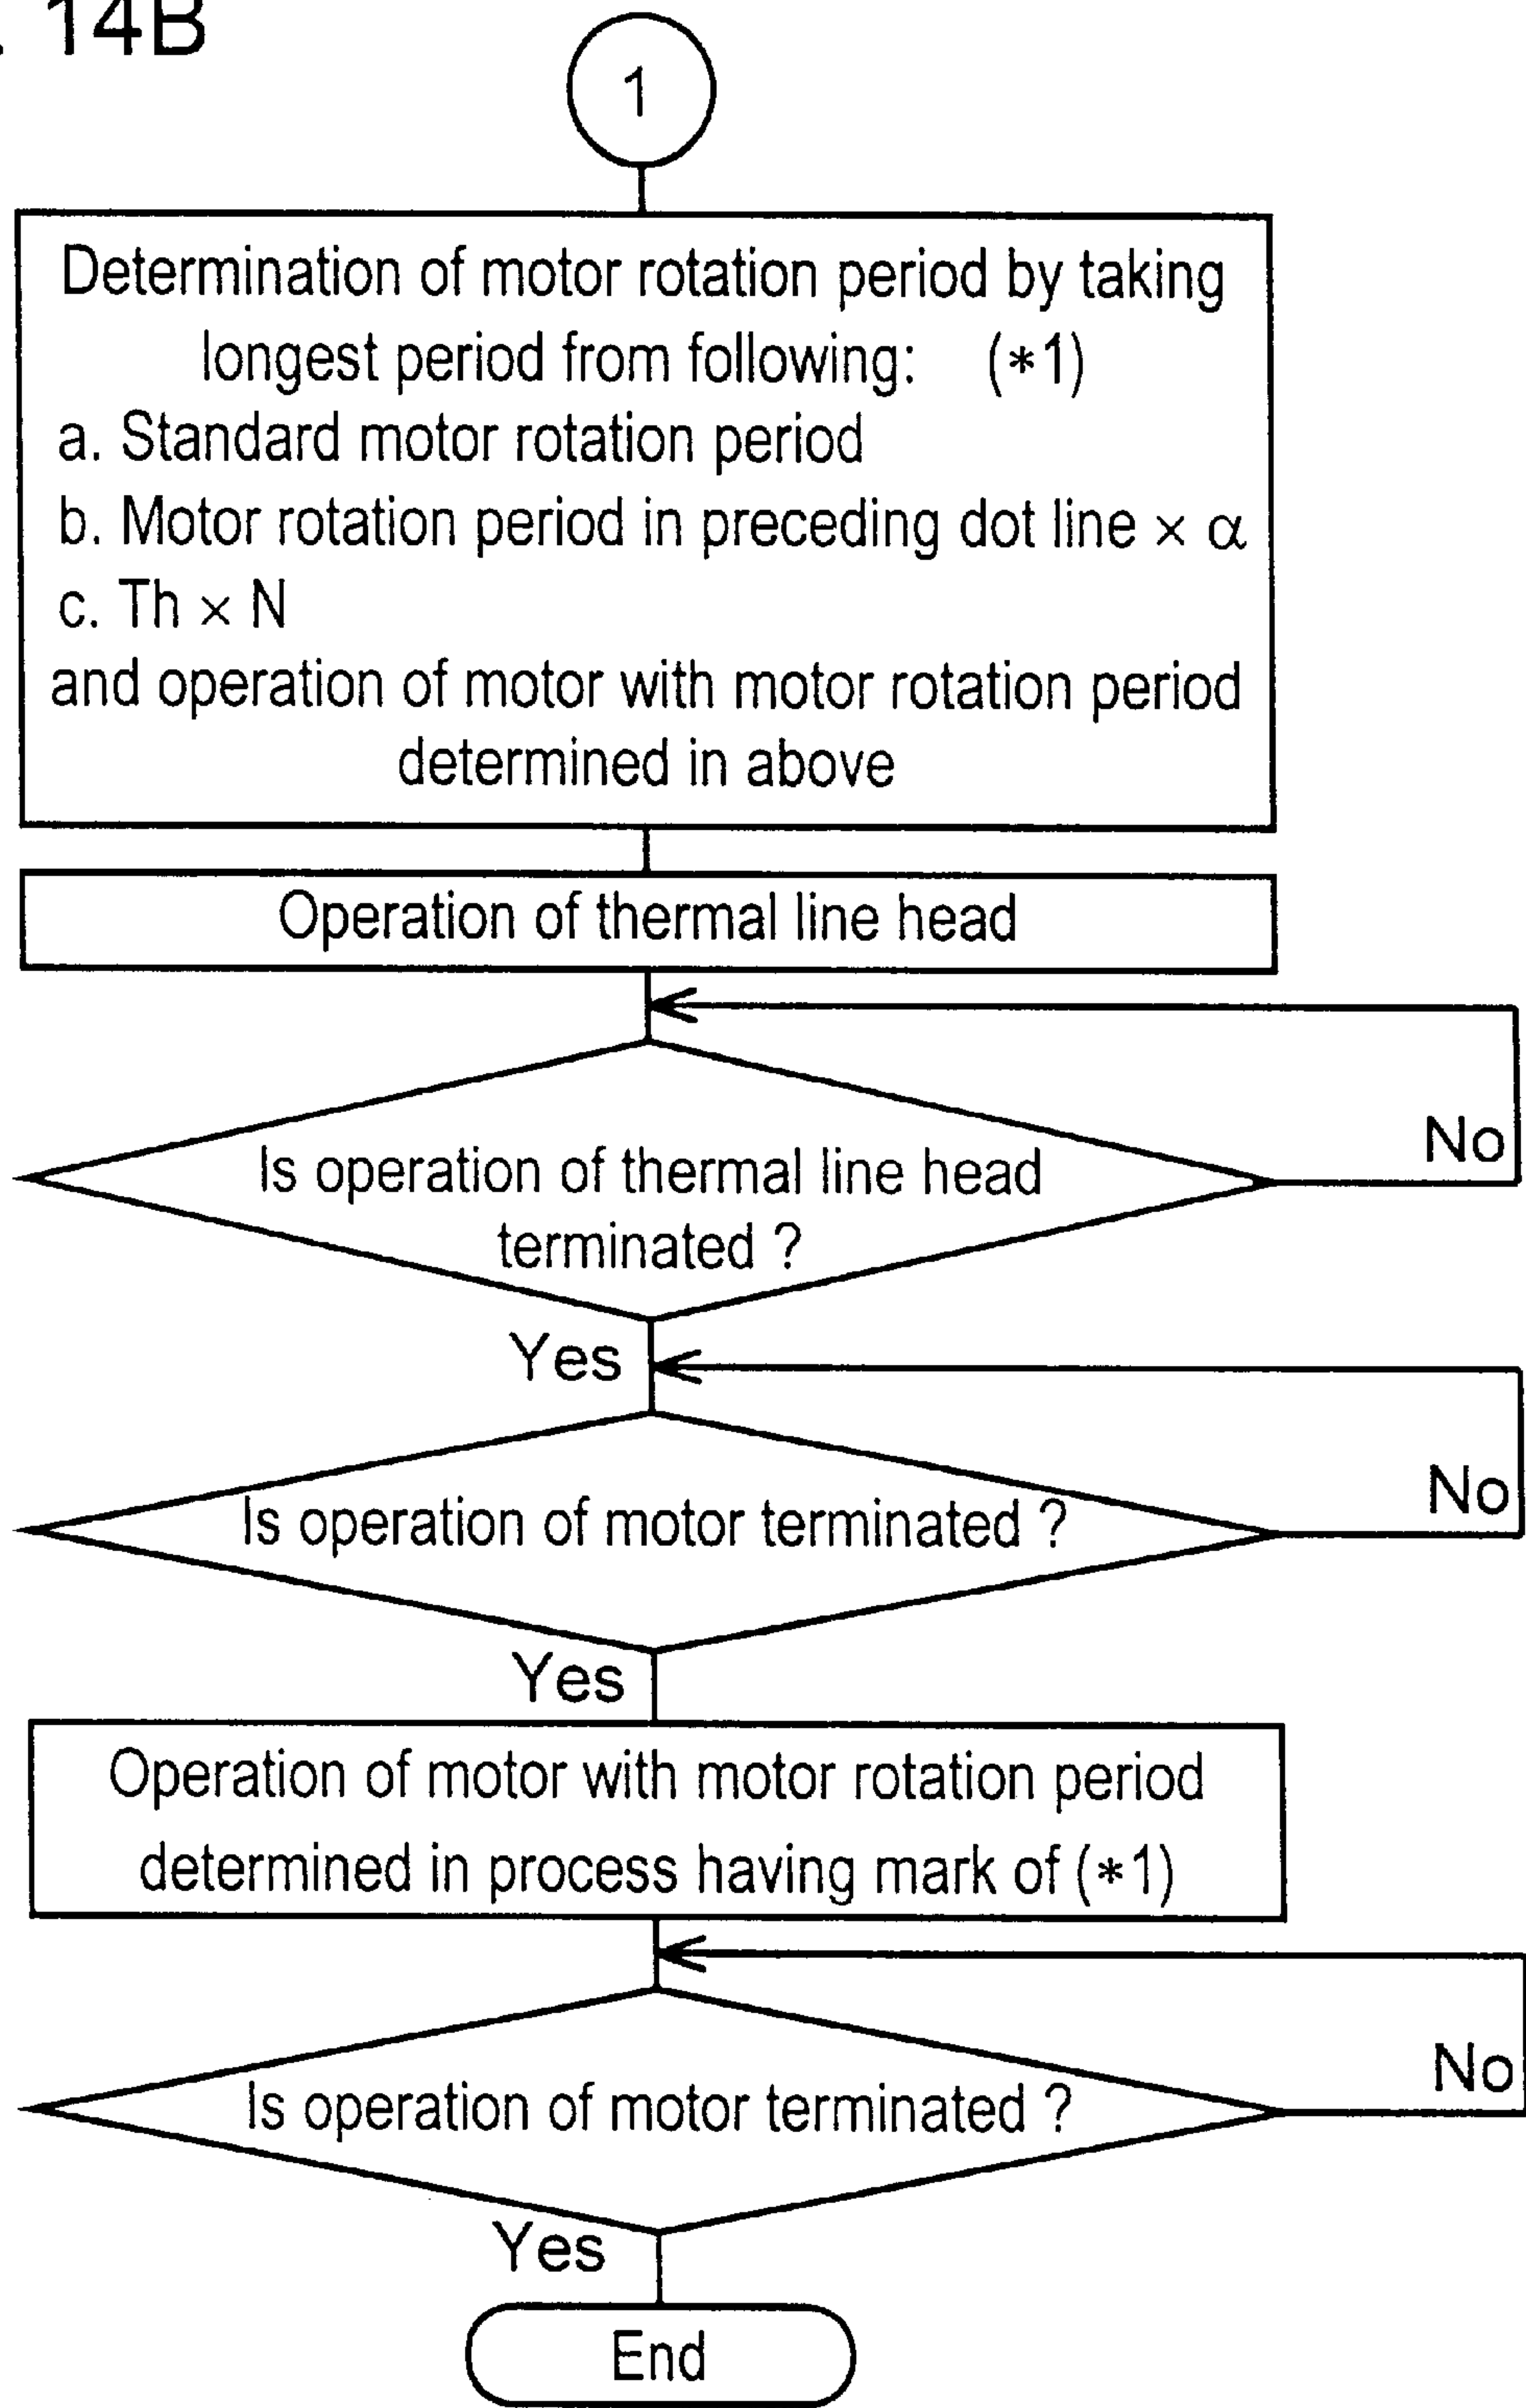 . 14B
1
Determination of motor rotation period by taking
longest period from following: (*1)
a. Standard motor rotation period
b. Motor rotation period in preceding dot line × α
c. Th × N
and operation of motor with motor rotation period
determined in above
Operation of thermal line head
No
Is operation of thermal line head
terminated ?
Yes
No
Is operation of motor terminated ?
Yes
Operation of motor with motor rotation period
determined in process having mark of (*1)
No
Is operation of motor terminated ?
Yes
End